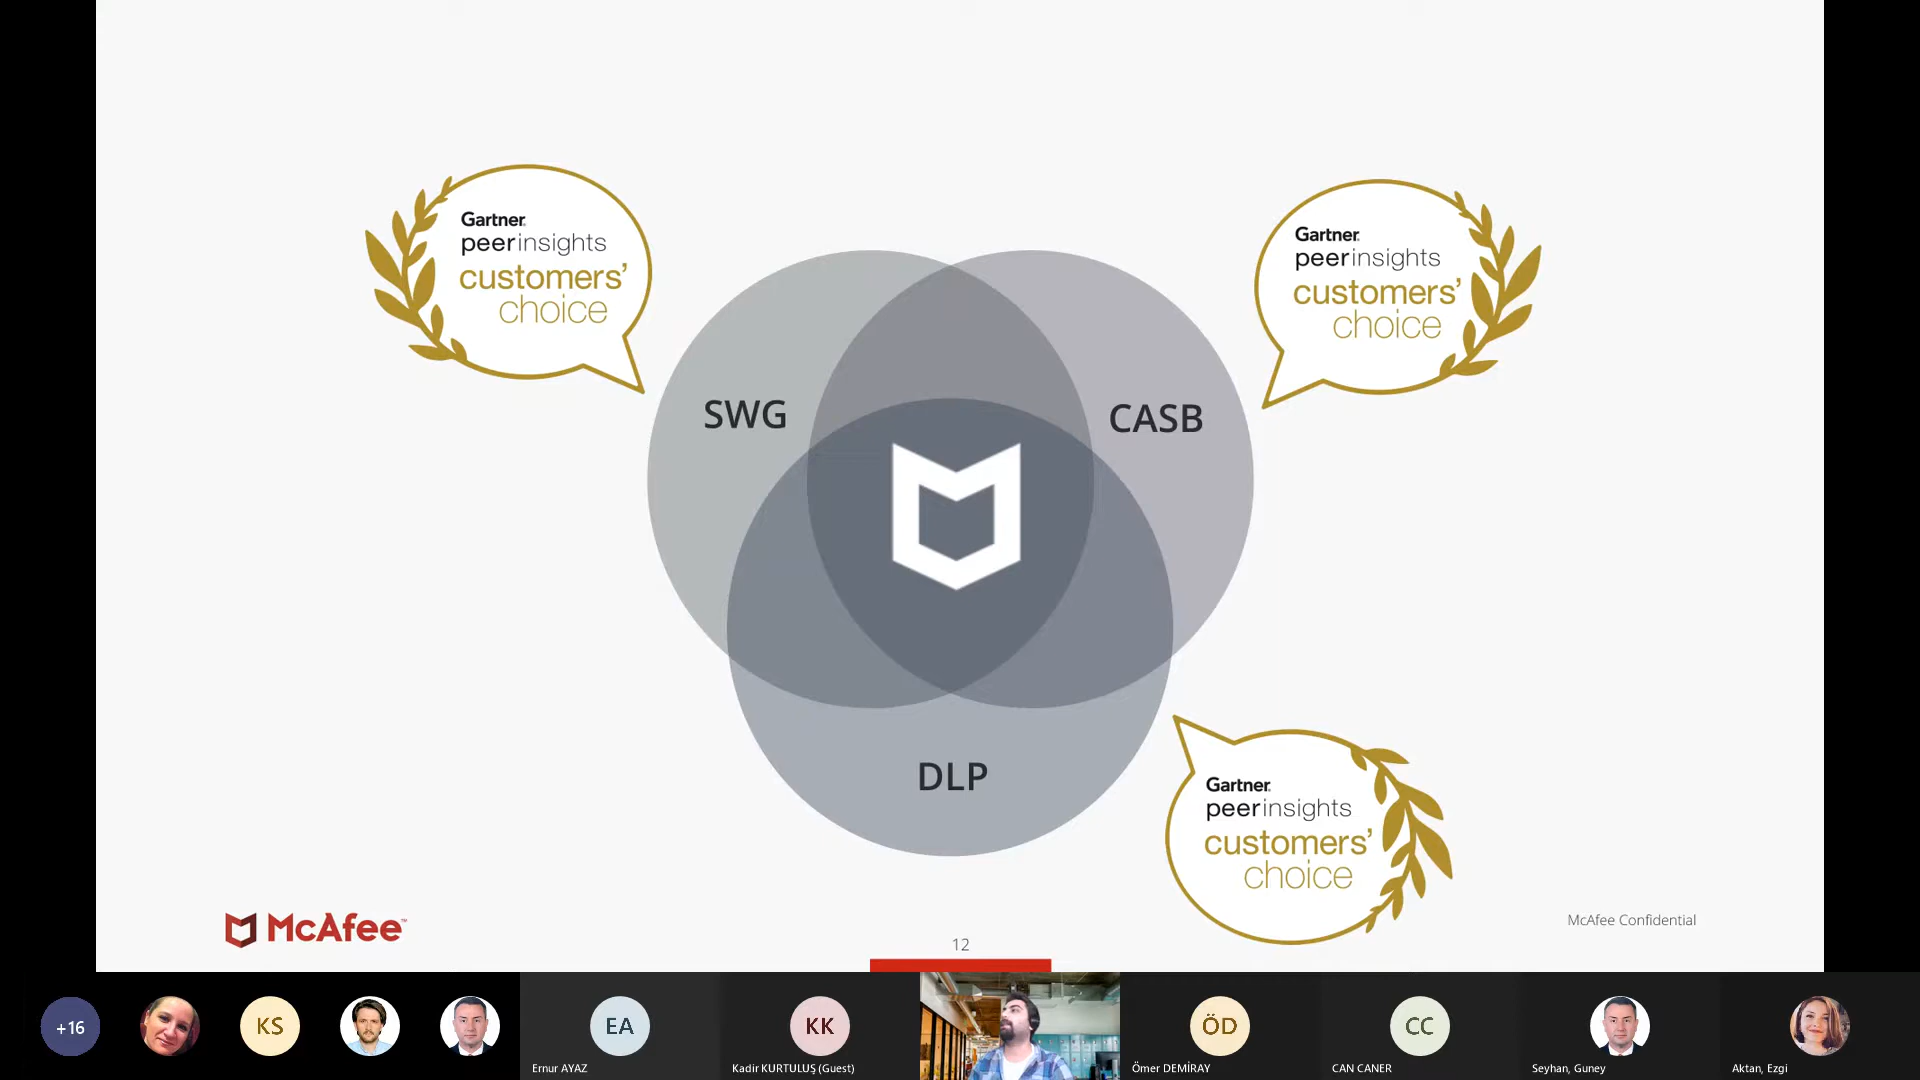 Gartner
peerinsights
customers’
choice
Gartner
peerinsights
customers’
choice
SWG
CASB
DLP
Gartner
peerinsights
customers’
choice
McAfee™
12
McAfee Confidential
+16
KS
EA
KK
ÖD
CC
Ernur AYAZ
Kadir KURTULUŞ (Guest)
Ömer DEMİRAY
CAN CANER
Seyhan, Guney
Aktan, Ezgi